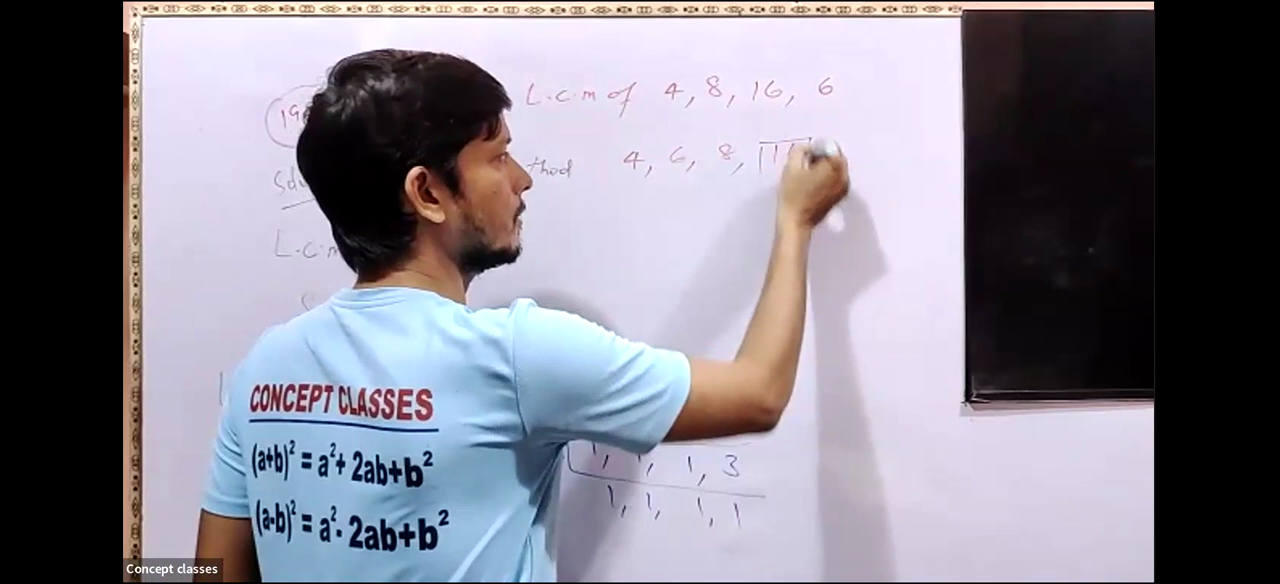 L.C.M of 4, 8, 16, 6
4, 6, 8,
L.C.M
1, 1, 1, 3
1, 1, 1, 1
CONCEPT CLASSES
(a+b)² = a²+ 2ab+b²
(a-b)² = a²- 2ab+b²
Concept classes